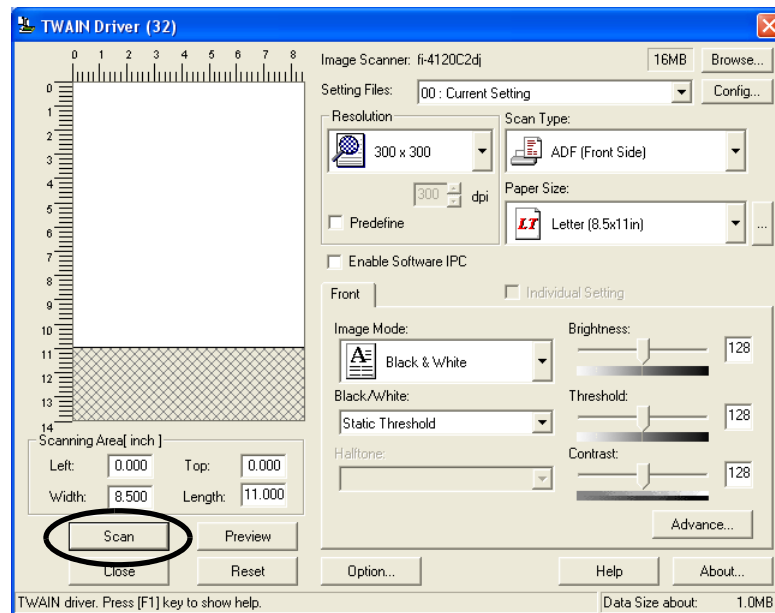 TWAIN Driver (32)
0 1 2 3 4 5 6 7 8
0
1
2
3
4
5
6
7
8
9
10
11
12
13
14
Image Scanner: fi-4120C2dj 16MB Browse...
Setting Files: 00 : Current Setting Config...
Resolution
300 x 300
300 dpi
Predefine
Scan Type:
ADF (Front Side)
Paper Size:
LT Letter (8.5x11in) ...
Enable Software IPC
Front Individual Setting
Image Mode:
A Black & White
Black/White:
Static Threshold
Halftone:
Brightness:
128
Threshold:
128
Contrast:
128
Advance...
Scanning Area[ inch ]
Left: 0.000 Top: 0.000
Width: 8.500 Length: 11.000
Scan Preview
Close Reset Option... Help About...
TWAIN driver. Press [F1] key to show help. Data Size about: 1.0MB